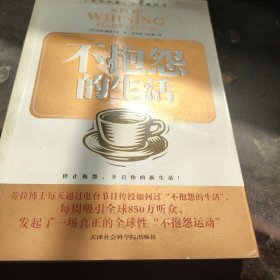 STOP
WHINING
不抱怨
的生活
停止抱怨，开启你的新生活！
劳拉博士每天通过电台节目传授如何过“不抱怨的生活”，
每周吸引全球850万听众，
发起了一场真正的全球性“不抱怨运动”
天津社会科学院出版社